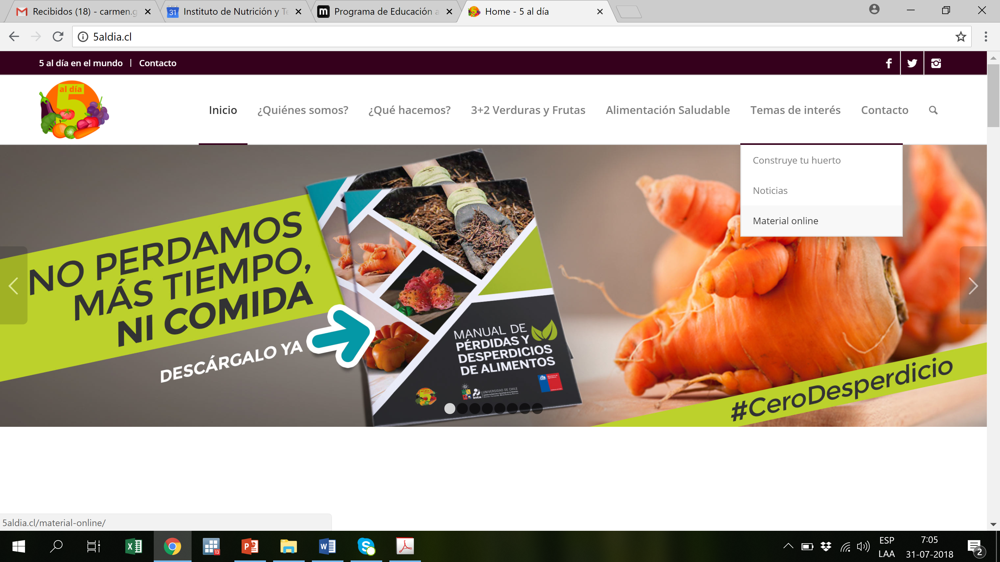 Recibidos (18) - carmen.g
31
Instituto de Nutrición y Te
m
Programa de Educación a
Home - 5 al día
5aldia.cl
5 al día en el mundo | Contacto
al día
5
Inicio
¿Quiénes somos?
¿Qué hacemos?
3+2 Verduras y Frutas
Alimentación Saludable
Temas de interés
Contacto
Construye tu huerto
Noticias
Material online
NO PERDAMOS
MÁS TIEMPO,
NI COMIDA
DESCÁRGALO YA
MANUAL DE
PÉRDIDAS Y
DESPERDICIOS
DE ALIMENTOS
al día
5
inta
UNIVERSIDAD DE CHILE
#CeroDesperdicio
5aldia.cl/material-online/
13
ESP
LAA
7:05
31-07-2018
2